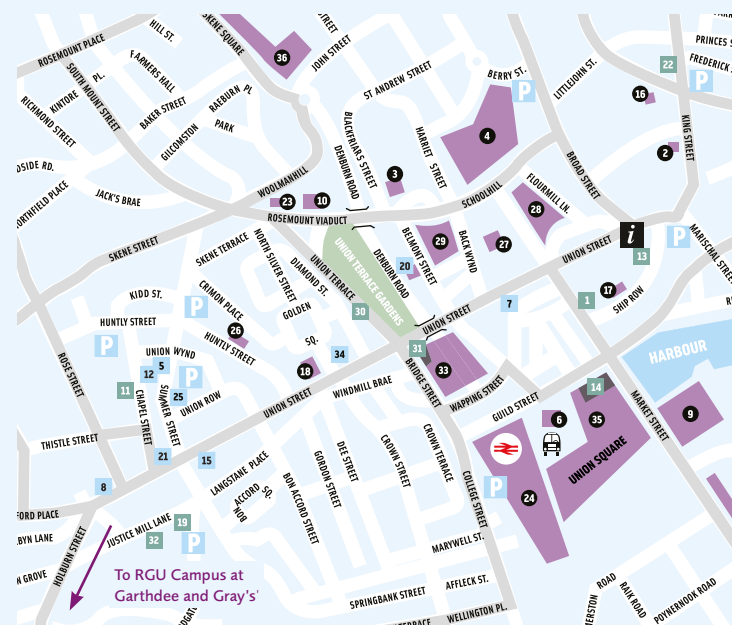 ROSEMOUNT PLACE
HILL ST.
SKENE SQUARE
STREET
JOHN STREET
36
PRINCES S
FREDERICK S
22
P
FARMERS HALL
KINTORE PL.
SOUTH MOUNT STREET
RICHMOND STREET
BAKER STREET
RAEBURN PL
GILCOMSTON PARK
ST. ANDREW STREET
BERRY ST.
P
LITTLEJOHN ST.
16
KING STREET
2
BLACKFRIARS STREET
DENBURN ROAD
HARRIET STREET
4
3
BROAD STREET
DSIDE RD.
JACK'S BRAE
WOOLMANHILL
23
10
ROSEMOUNT VIADUCT
SCHOOLHILL
FLOURMILL LN.
28
SKENE STREET
SKENE TERRACE
NORTH SILVER STREET
DIAMOND ST.
UNION TERRACE
UNION TERRACE GARDENS
DENBURN ROAD
BELMONT STREET
20
29
BACK WYND
27
UNION STREET
i
13
P
MARISCHAL STREET
KIDD ST.
HUNTLY STREET
CRIMON PLACE
P
GOLDEN SQ.
30
26
HUNTLY STREET
P
7
1
17
SHIP ROW
UNION STREET
ROSE STREET
UNION WYND
5
12
P
11
25
CHAPEL STREET
SUMMER STREET
UNION ROW
34
18
31
33
BRIDGE STREET
WAPPING STREET
HARBOUR
WINDMILL BRAE
UNION STREET
GUILD STREET
14
35
6
9
MARKET STREET
UNION SQUARE
THISTLE STREET
21
15
LANGSTANE PLACE
DEE STREET
GORDON STREET
CROWN STREET
CROWN TERRACE
COLLEGE STREET
BON ACCORD STREET
BON ACCORD SQ.
8
P
24
FORD PLACE
BYN LANE
N GROVE
HOLBURN STREET
JUSTICE MILL LANE
19
32
P
MARYWELL ST.
AFFLECK ST.
SPRINGBANK STREET
WELLINGTON PL.
ROAD
RAIK ROAD
POYNERNOOK ROAD
To RGU Campus at
Garthdee and Gray's'